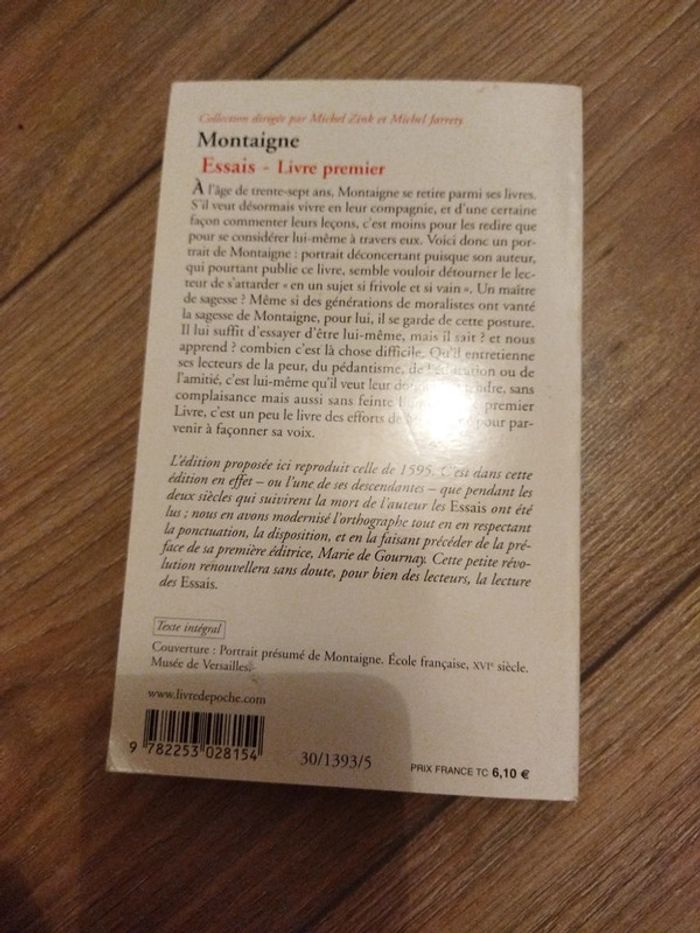 Collection dirigée par Michel Zink et Michel Jarrety
Montaigne
Essais - Livre premier
À l'âge de trente-sept ans, Montaigne se retire parmi ses livres.
S'il veut désormais vivre en leur compagnie, et d'une certaine
façon commenter leurs leçons, c'est moins pour les redire que
pour se considérer lui-même à travers eux. Voici donc un por-
trait de Montaigne : portrait déconcertant puisque son auteur,
qui pourtant publie ce livre, semble vouloir détourner le lec-
teur de s'attarder « en un sujet si frivole et si vain ». Un maître
de sagesse ? Même si des générations de moralistes ont vanté
la sagesse de Montaigne, pour lui, il se garde de cette posture.
Il lui suffit d'essayer d'être lui-même, mais il sait ? et nous
apprend ? combien c'est là chose difficile. Qu'il entretienne
ses lecteurs de la peur, du pédantisme, de l'éducation ou de
l'amitié, c'est lui-même qu'il veut leur sans
complaisance mais aussi sans feinte premier
Livre, c'est un peu le livre des efforts de pour par-
venir à façonner sa voix.
L'édition proposée ici reproduit celle de 1595. C'est dans cette
édition en effet – ou l'une de ses descendantes – que pendant les
deux siècles qui suivirent la mort de l'auteur les Essais ont été
lus ; nous en avons modernisé l'orthographe tout en en respectant
la ponctuation, la disposition, et en la faisant précéder de la pré-
face de sa première éditrice, Marie de Gournay. Cette petite révo-
lution renouvellera sans doute, pour bien des lecteurs, la lecture
des Essais.
Texte intégral
Couverture : Portrait présumé de Montaigne. École française, XVIe siècle.
Musée de Versailles.
www.livredepoche.com
9 782253 028154
30/1393/5
PRIX FRANCE TC 6,10 €